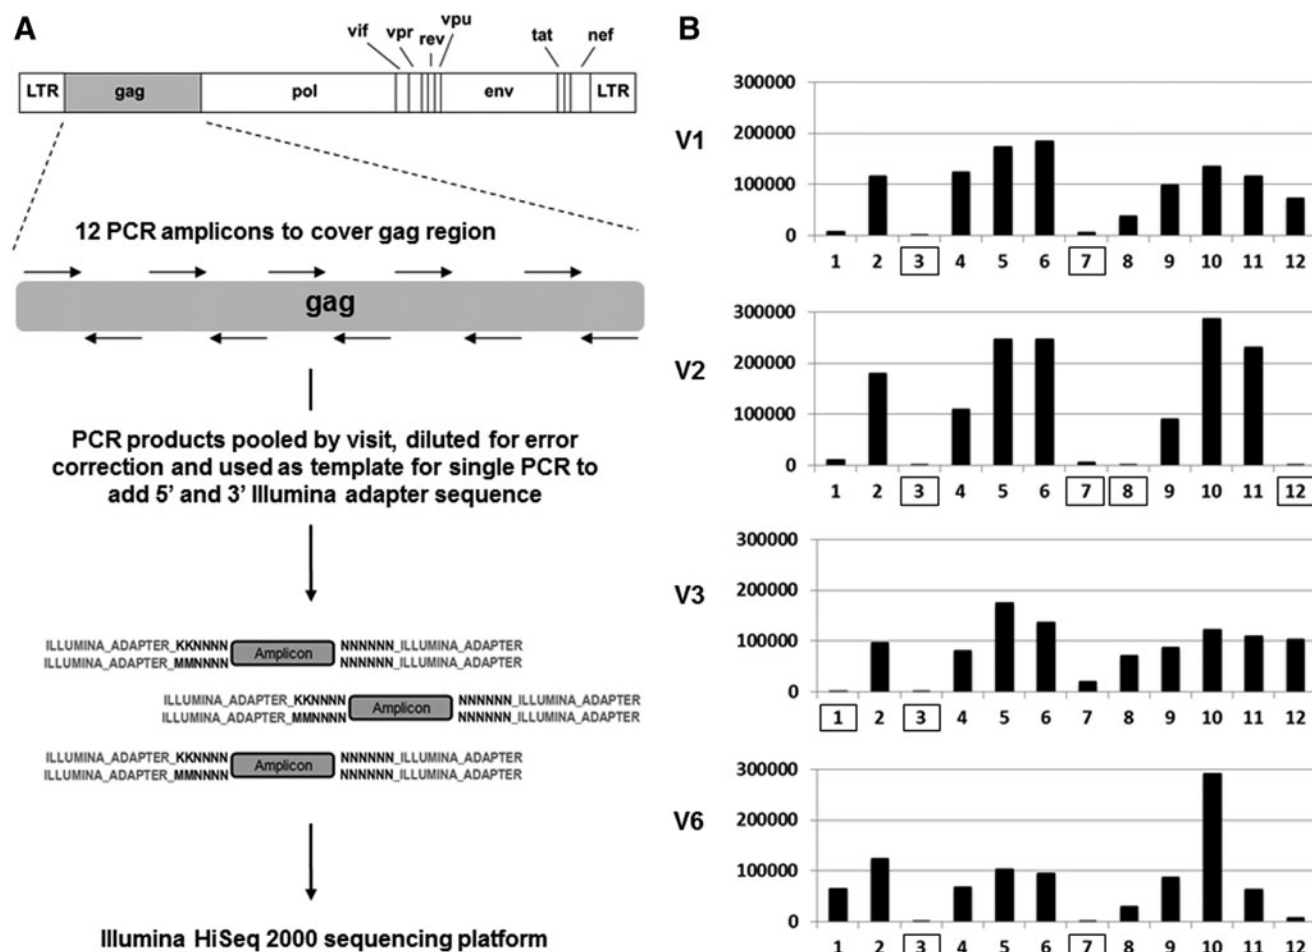 A
vif
vpr
rev
vpu
tat
nef
LTR gag pol env LTR
12 PCR amplicons to cover gag region
gag
PCR products pooled by visit, diluted for error
correction and used as template for single PCR to
add 5’ and 3’ Illumina adapter sequence
ILLUMINA_ADAPTER_KKNNNN Amplicon NNNNNN_ILLUMINA_ADAPTER
ILLUMINA_ADAPTER_MMNNNN NNNNNN_ILLUMINA_ADAPTER
ILLUMINA_ADAPTER_KKNNNN Amplicon NNNNNN_ILLUMINA_ADAPTER
ILLUMINA_ADAPTER_MMNNNN NNNNNN_ILLUMINA_ADAPTER
ILLUMINA_ADAPTER_KKNNNN Amplicon NNNNNN_ILLUMINA_ADAPTER
ILLUMINA_ADAPTER_MMNNNN NNNNNN_ILLUMINA_ADAPTER
Illumina HiSeq 2000 sequencing platform
B
V1
300000
200000
100000
0
1 2 3 4 5 6 7 8 9 10 11 12
V2
300000
200000
100000
0
1 2 3 4 5 6 7 8 9 10 11 12
V3
300000
200000
100000
0
1 2 3 4 5 6 7 8 9 10 11 12
V6
300000
200000
100000
0
1 2 3 4 5 6 7 8 9 10 11 12